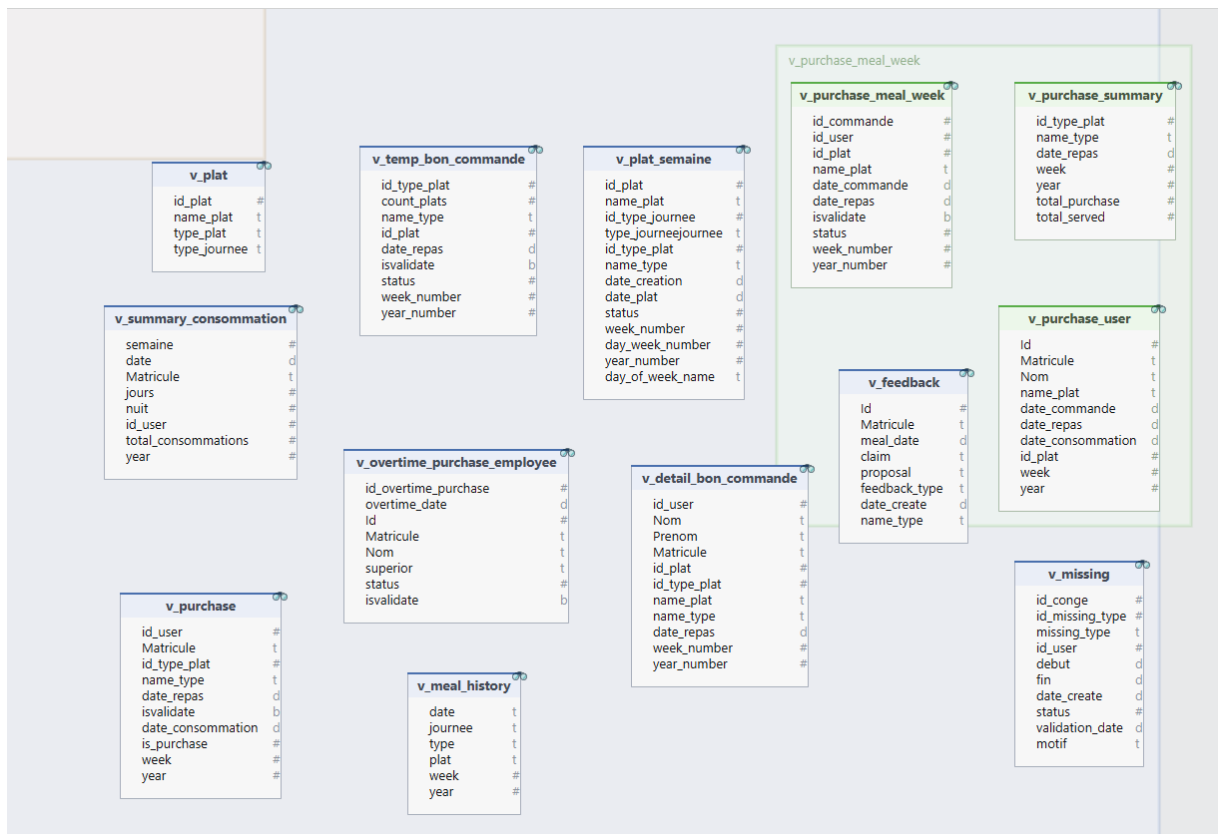 v_purchase_meal_week
v_purchase_meal_week
id_commande #
id_user #
id_plat #
name_plat t
date_commande d
date_repas d
isvalidate b
status #
week_number #
year_number #
v_purchase_summary
id_type_plat #
name_type t
date_repas d
week #
year #
total_purchase #
total_served #
v_plat
id_plat #
name_plat t
type_plat t
type_journee t
v_temp_bon_commande
id_type_plat #
count_plats #
name_type t
id_plat #
date_repas d
isvalidate b
status #
week_number #
year_number #
v_plat_semaine
id_plat #
name_plat t
id_type_journee #
type_journeejournee t
id_type_plat #
name_type t
date_creation d
date_plat d
status #
week_number #
day_week_number #
year_number #
day_of_week_name t
v_summary_consommation
semaine #
date d
Matricule t
jours #
nuit #
id_user #
total_consommations #
year #
v_purchase_user
Id #
Matricule t
Nom t
name_plat t
date_commande d
date_repas d
date_consommation d
id_plat #
week #
year #
v_feedback
Id #
Matricule t
meal_date d
claim t
proposal t
feedback_type t
date_create d
name_type t
v_overtime_purchase_employee
id_overtime_purchase #
overtime_date d
Id #
Matricule t
Nom t
superior t
status #
isvalidate b
v_detail_bon_commande
id_user #
Nom t
Prenom t
Matricule t
id_plat #
id_type_plat #
name_plat t
name_type t
date_repas d
week_number #
year_number #
v_missing
id_conge #
id_missing_type #
missing_type t
id_user #
debut d
fin d
date_create d
status #
validation_date d
motif t
v_purchase
id_user #
Matricule t
id_type_plat #
name_type t
date_repas d
isvalidate b
date_consommation d
is_purchase #
week #
year #
v_meal_history
date t
journee t
type t
plat t
week #
year #